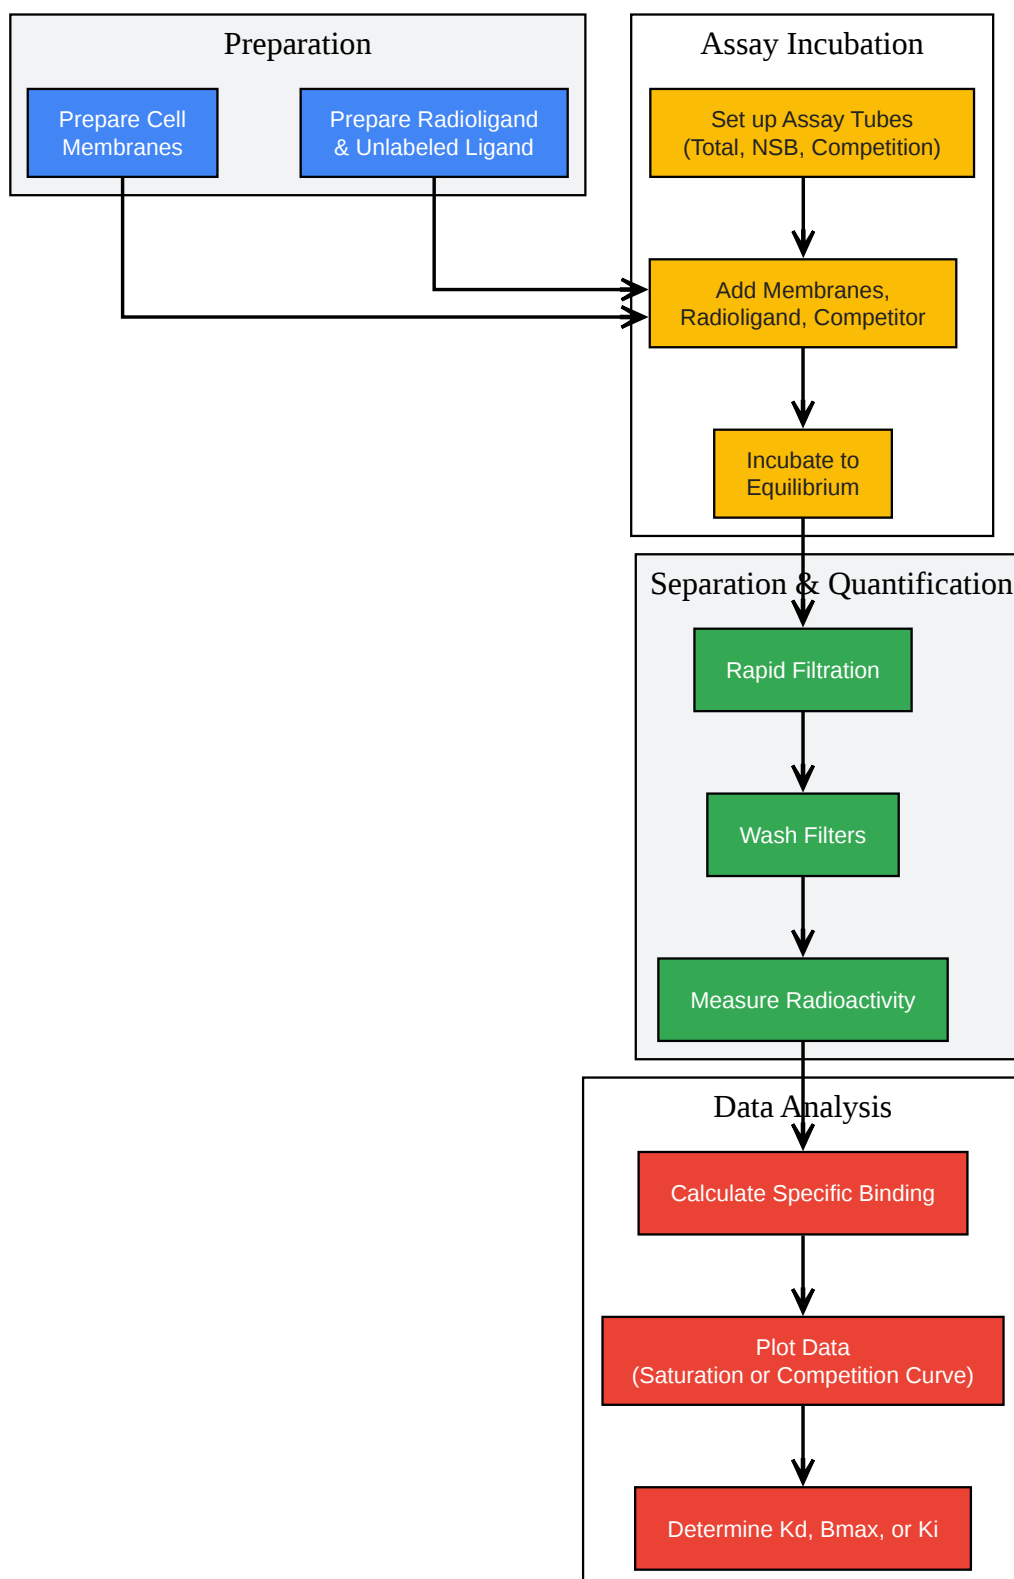 Preparation
Prepare Cell
Membranes
Prepare Radioligand
& Unlabeled Ligand
Assay Incubation
Set up Assay Tubes
(Total, NSB, Competition)
Add Membranes,
Radioligand, Competitor
Incubate to
Equilibrium
Separation & Quantification
Rapid Filtration
Wash Filters
Measure Radioactivity
Data Analysis
Calculate Specific Binding
Plot Data
(Saturation or Competition Curve)
Determine Kd, Bmax, or Ki